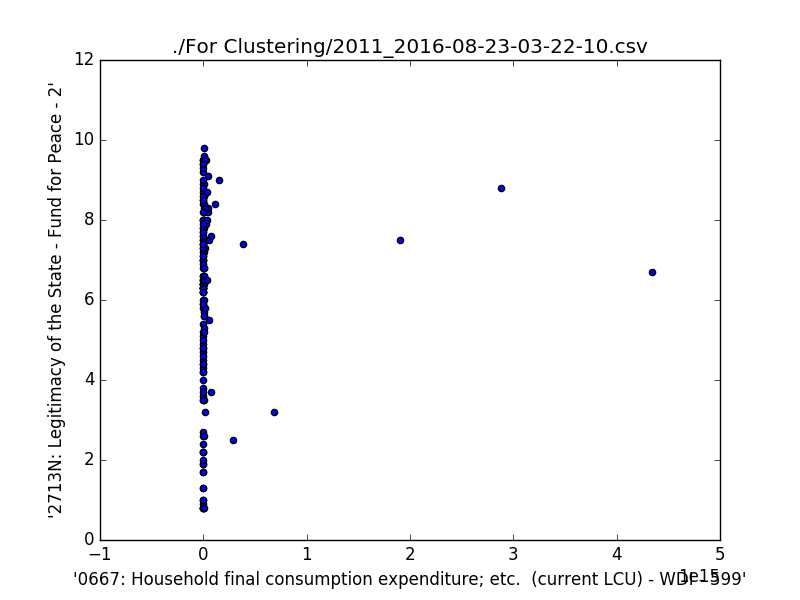 ./For Clustering/2011_2016-08-23-03-22-10.csv
'2713N: Legitimacy of the State - Fund for Peace - 2'
12
10
8
6
4
2
0
−1 0 1 2 3 4 5
1e15
'0667: Household final consumption expenditure; etc.  (current LCU) - WDI - 599'